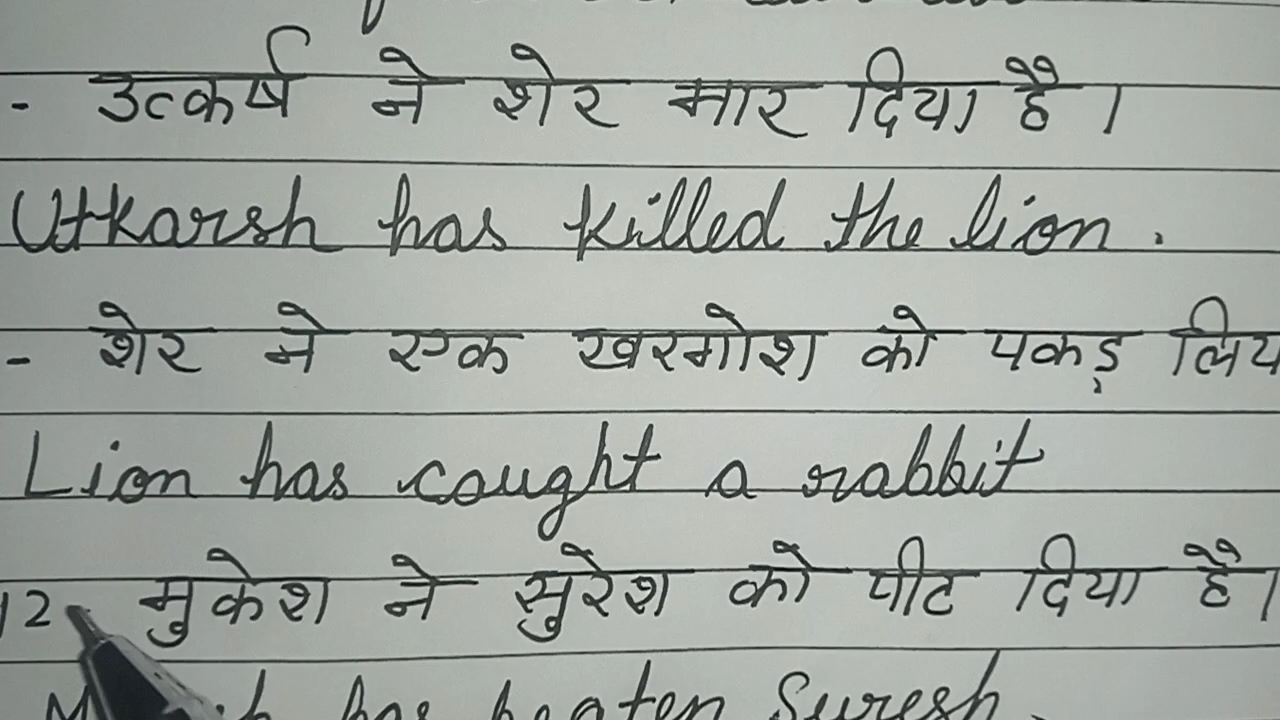 - उत्कर्ष ने शेर मार दिया है।
Utkarsh has killed the lion.
- शेर ने एक खरगोश को पकड़ लिय
Lion has caught a rabbit
12 मुकेश ने सुरेश को पीट दिया है।
has beaten Suresh.